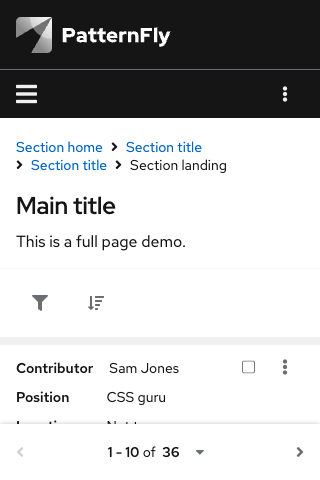 PatternFly
Section home > Section title
> Section title > Section landing
Main title
This is a full page demo.
Contributor Sam Jones
Position CSS guru
1 - 10 of 36